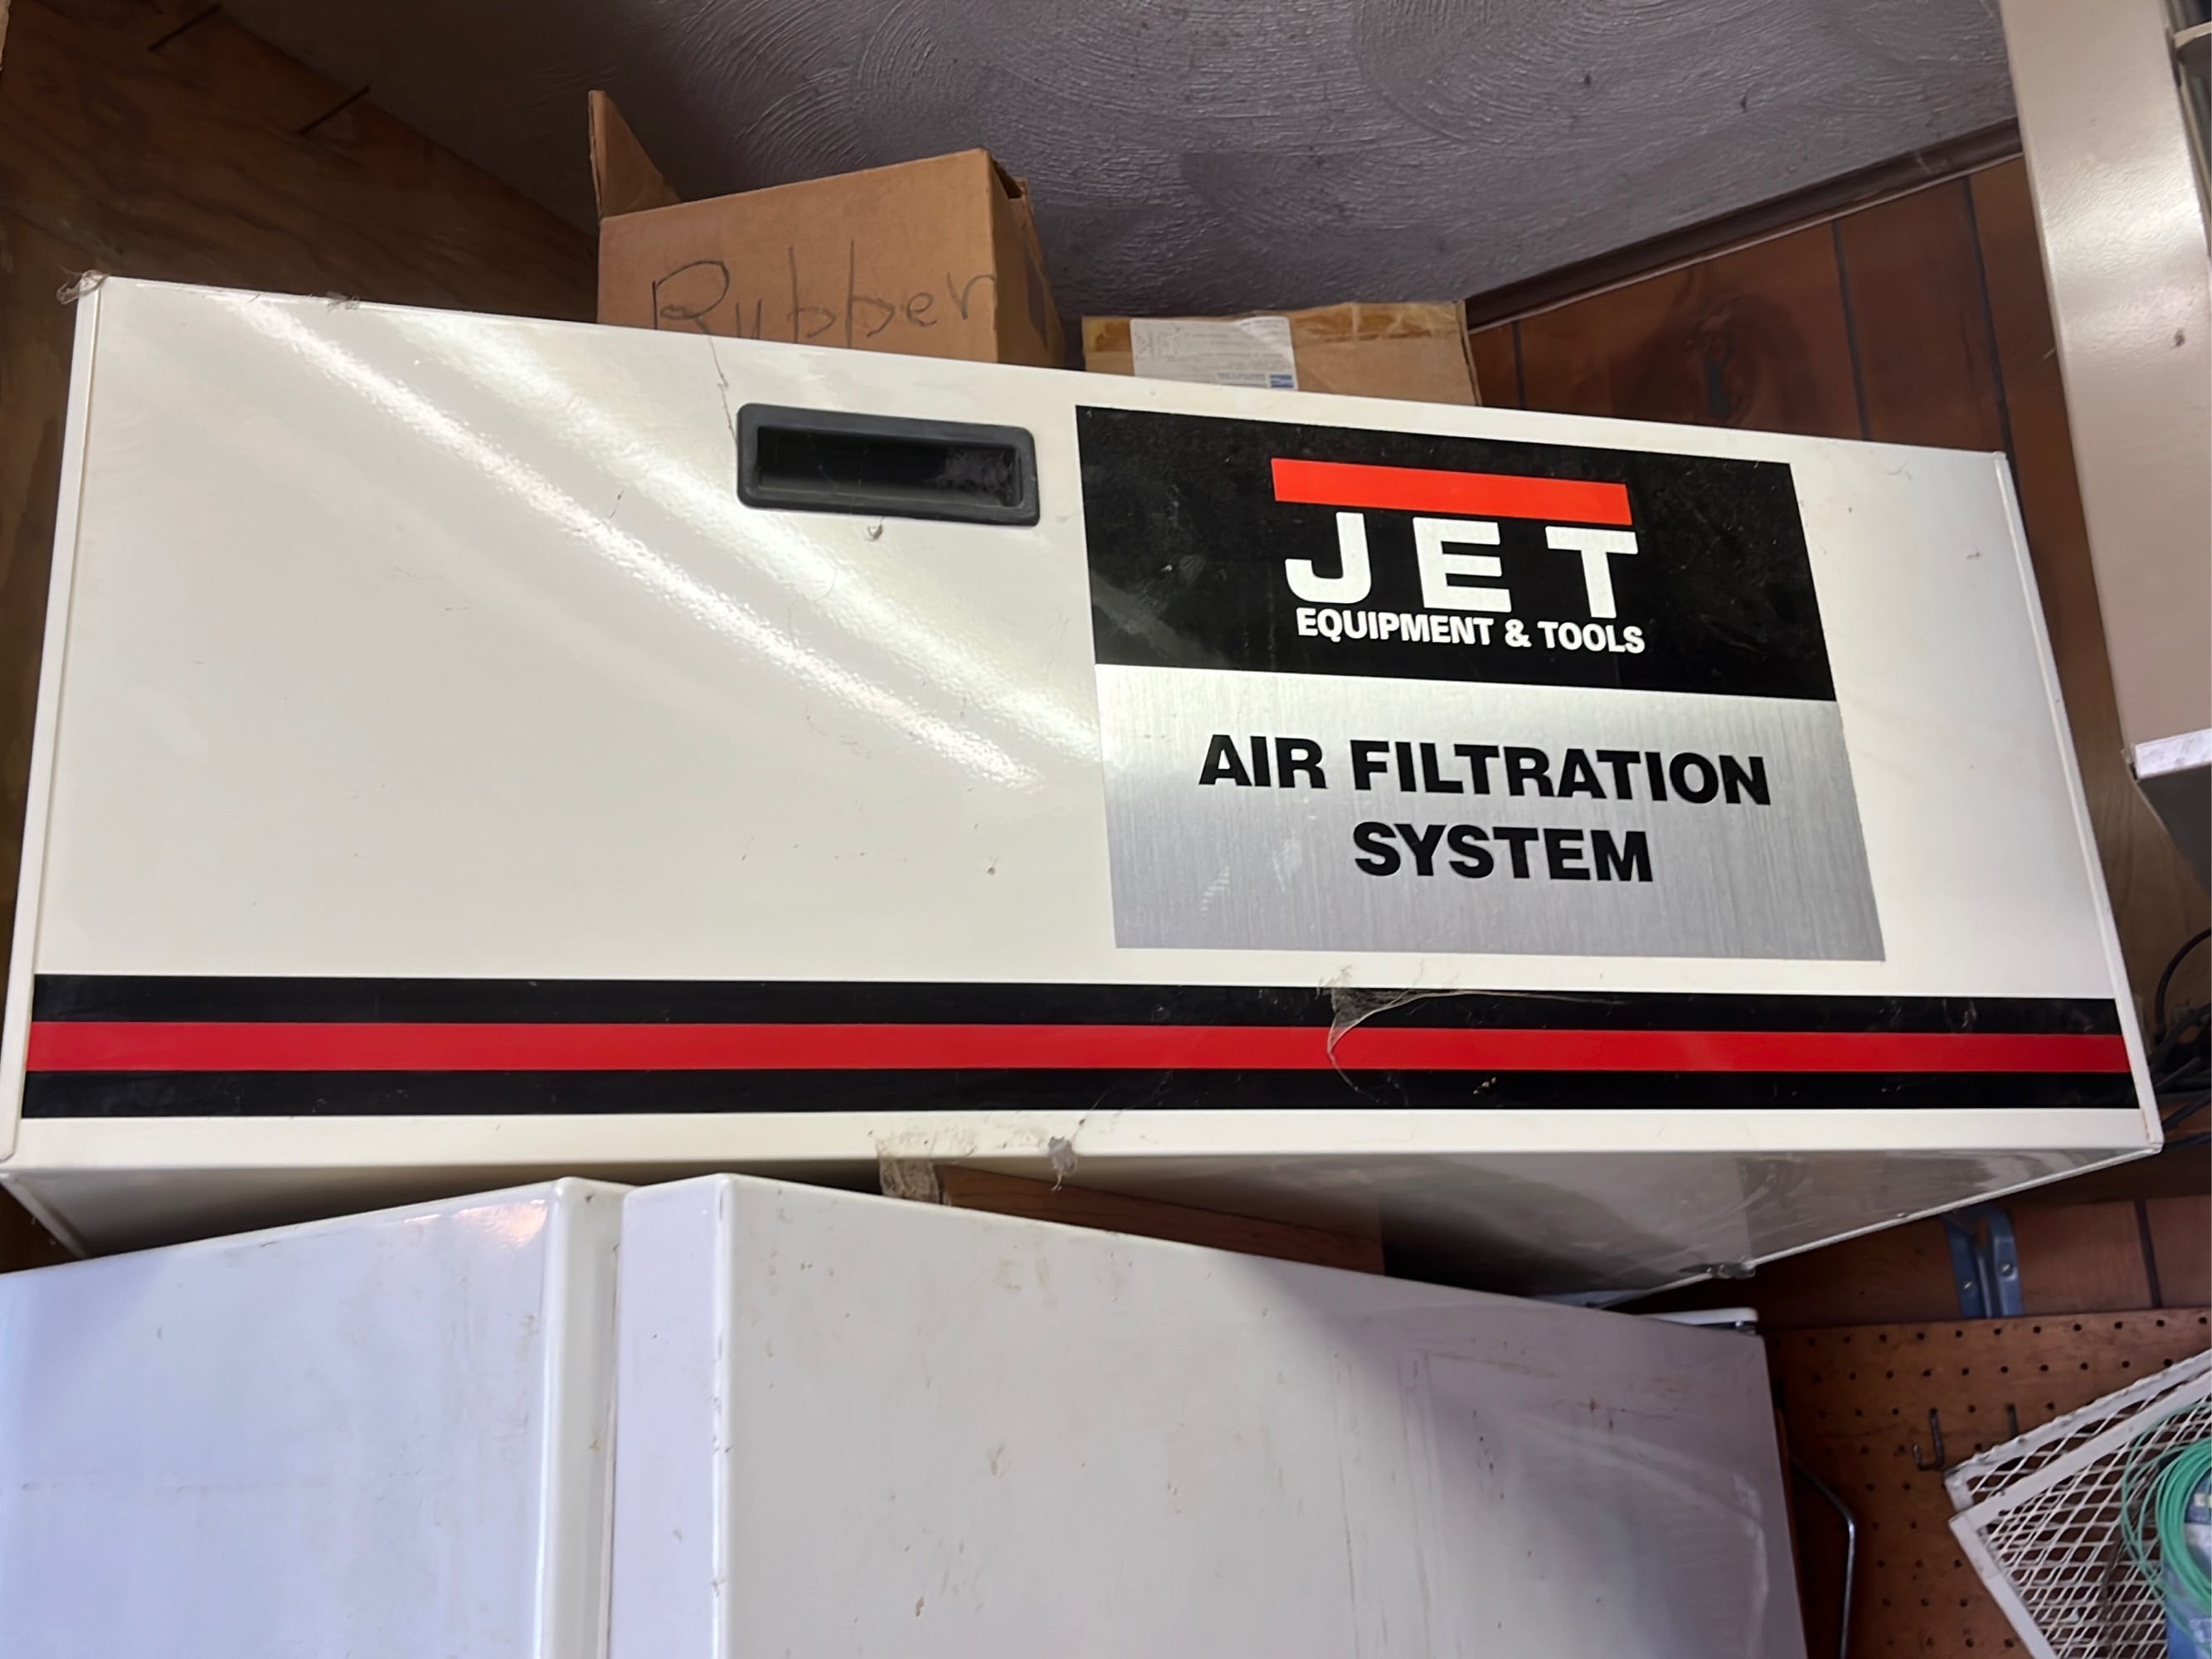 Rubber
JET
EQUIPMENT & TOOLS
AIR FILTRATION
SYSTEM